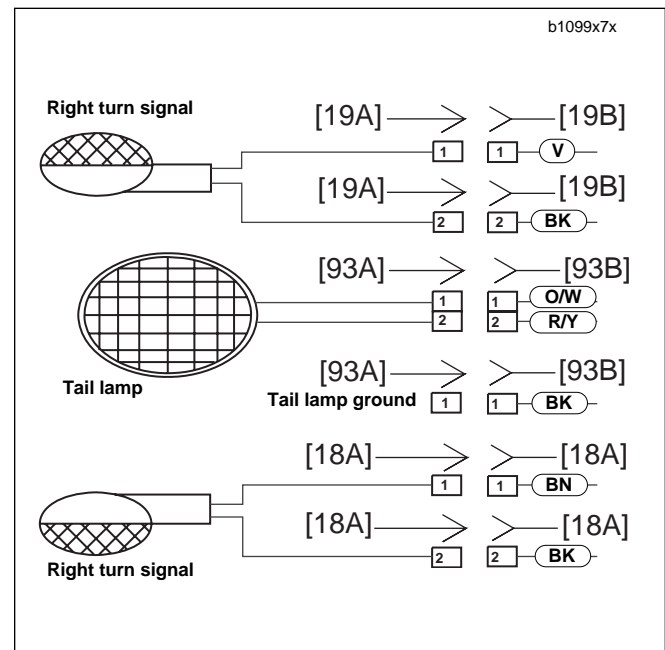 b1099x7x
Right turn signal
[19A] [19B]
1 1 V
[19A] [19B]
2 2 BK
[93A] [93B]
1 1 O/W
2 2 R/Y
Tail lamp
[93A] [93B]
Tail lamp ground 1 1 BK
[18A] [18A]
1 1 BN
[18A] [18A]
2 2 BK
Right turn signal